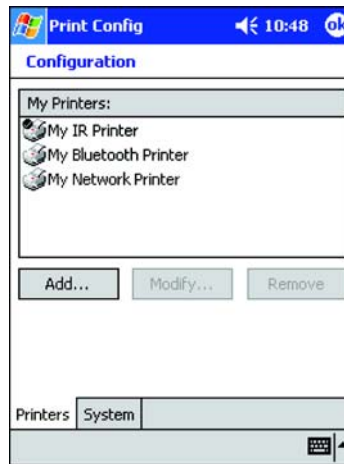 Print Config 10:48 ok
Configuration
My Printers:
My IR Printer
My Bluetooth Printer
My Network Printer
Add... Modify... Remove
Printers System